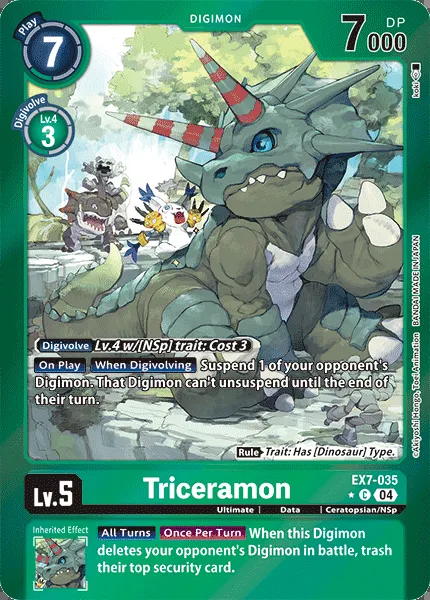 Play
7
DIGIMON
7000
DP
Digivolve
Lv.4
3
koki
©Akiyoshi Hongo, Toei Animation BANDAI MADE IN JAPAN
Digivolve Lv.4 w/[NSp] trait: Cost 3
On Play When Digivolving Suspend 1 of your opponent's
Digimon. That Digimon can't unsuspend until the end of
their turn.
Rule Trait: Has [Dinosaur] Type.
Lv.5
Triceramon
EX7-035
C 04
Ultimate | Data | Ceratopsian/NSp
Inherited Effect
All Turns Once Per Turn When this Digimon
deletes your opponent's Digimon in battle, trash
their top security card.